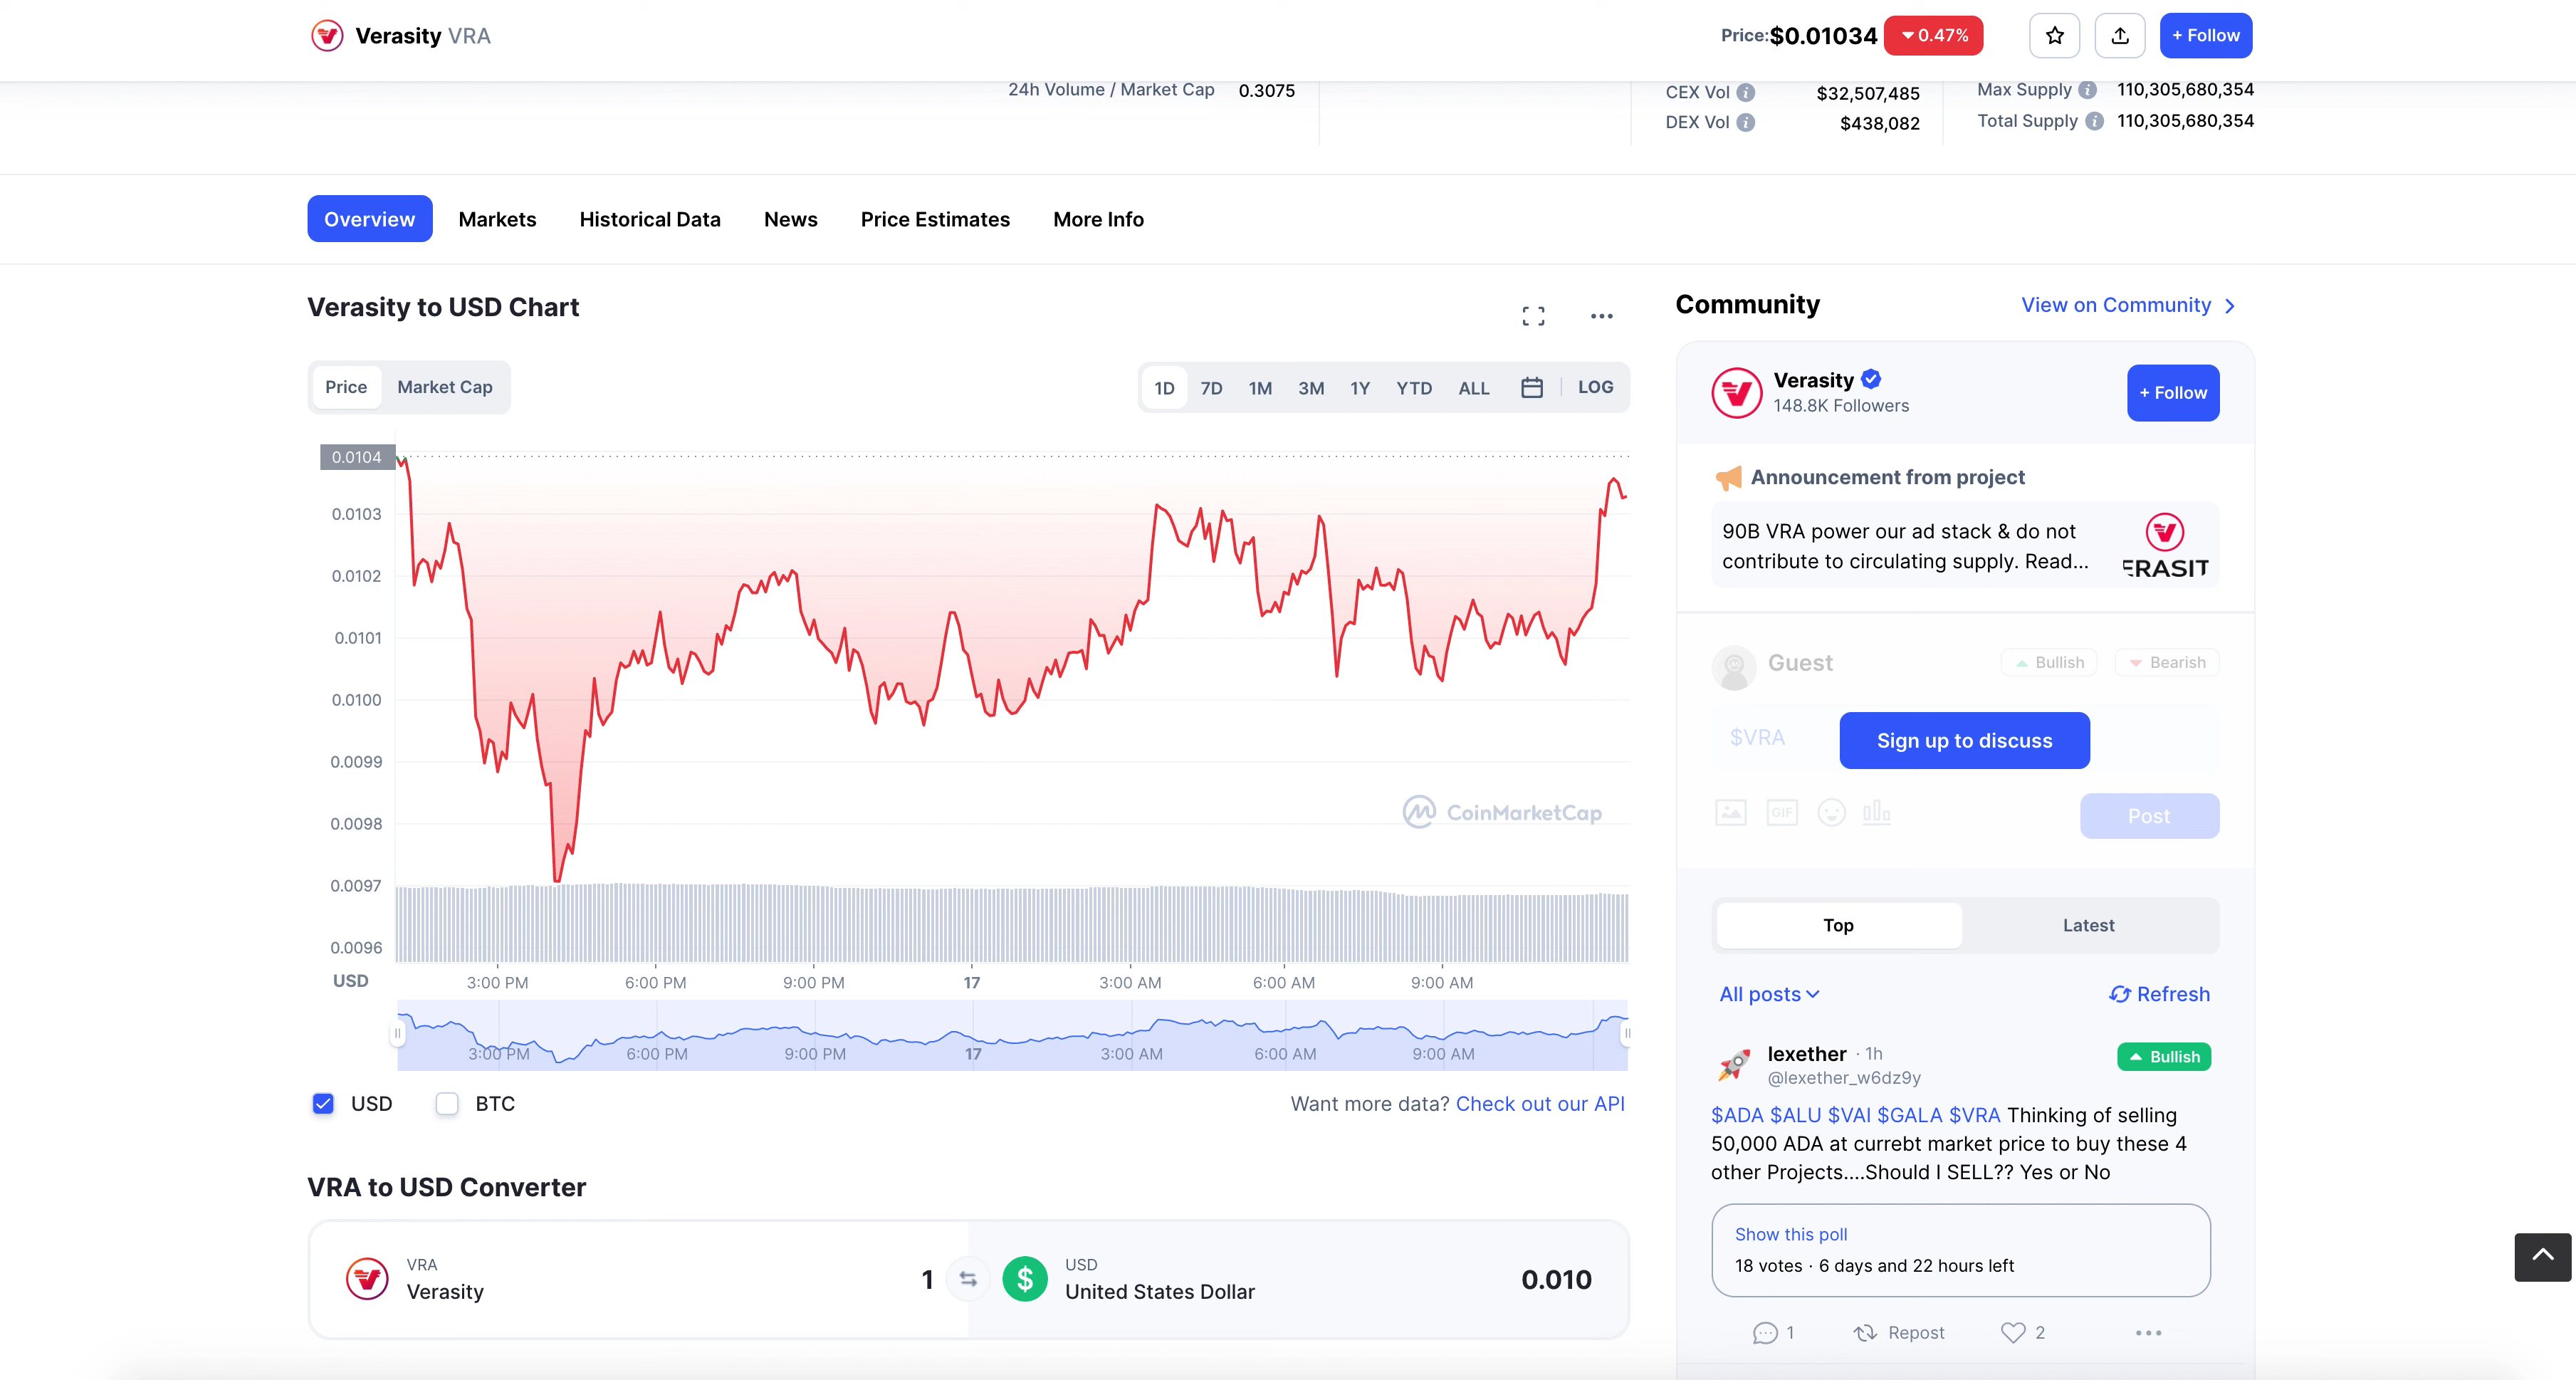 Verasity VRA
Price:$0.01034 0.47%
+ Follow
24h Volume / Market Cap 0.3075
CEX Vol $32,507,485
DEX Vol $438,082
Max Supply 110,305,680,354
Total Supply 110,305,680,354
Overview Markets Historical Data News Price Estimates More Info
Verasity to USD Chart
Price Market Cap
1D 7D 1M 3M 1Y YTD ALL LOG
0.0104
0.0103
0.0102
0.0101
0.0100
0.0099
0.0098
0.0097
0.0096
CoinMarketCap
USD
3:00 PM 6:00 PM 9:00 PM 17 3:00 AM 6:00 AM 9:00 AM
3:00 PM 6:00 PM 9:00 PM 17 3:00 AM 6:00 AM 9:00 AM
USD BTC
Want more data? Check out our API
VRA to USD Converter
VRA
Verasity
1
USD
United States Dollar
0.010
Community
View on Community
Verasity
148.8K Followers
+ Follow
Announcement from project
90B VRA power our ad stack & do not
contribute to circulating supply. Read...
ERASIT
Guest
Bullish
Bearish
$VRA
Sign up to discuss
GIF
Post
Top Latest
All posts
Refresh
lexether · 1h
@lexether_w6dz9y
Bullish
$ADA $ALU $VAI $GALA $VRA Thinking of selling
50,000 ADA at currebt market price to buy these 4
other Projects....Should I SELL?? Yes or No
Show this poll
18 votes · 6 days and 22 hours left
1 Repost 2